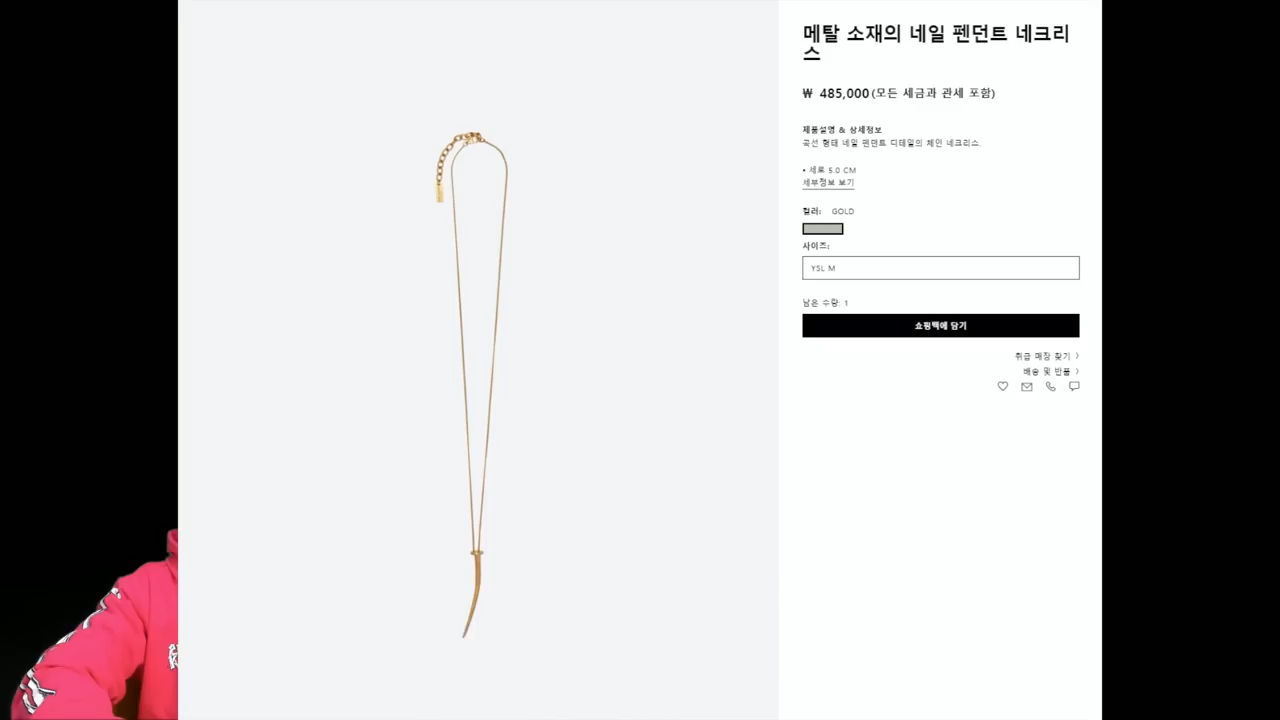 메탈 소재의 네일 펜던트 네크리
스
₩ 485,000(모든 세금과 관세 포함)
제품설명 & 상세정보
곡선 형태 네일 펜던트 디테일의 체인 네크리스.
• 세로 5.0 CM
세부정보 보기
컬러: GOLD
사이즈:
YSL M
남은 수량: 1
쇼핑백에 담기
취급 매장 찾기 〉
배송 및 반품 〉